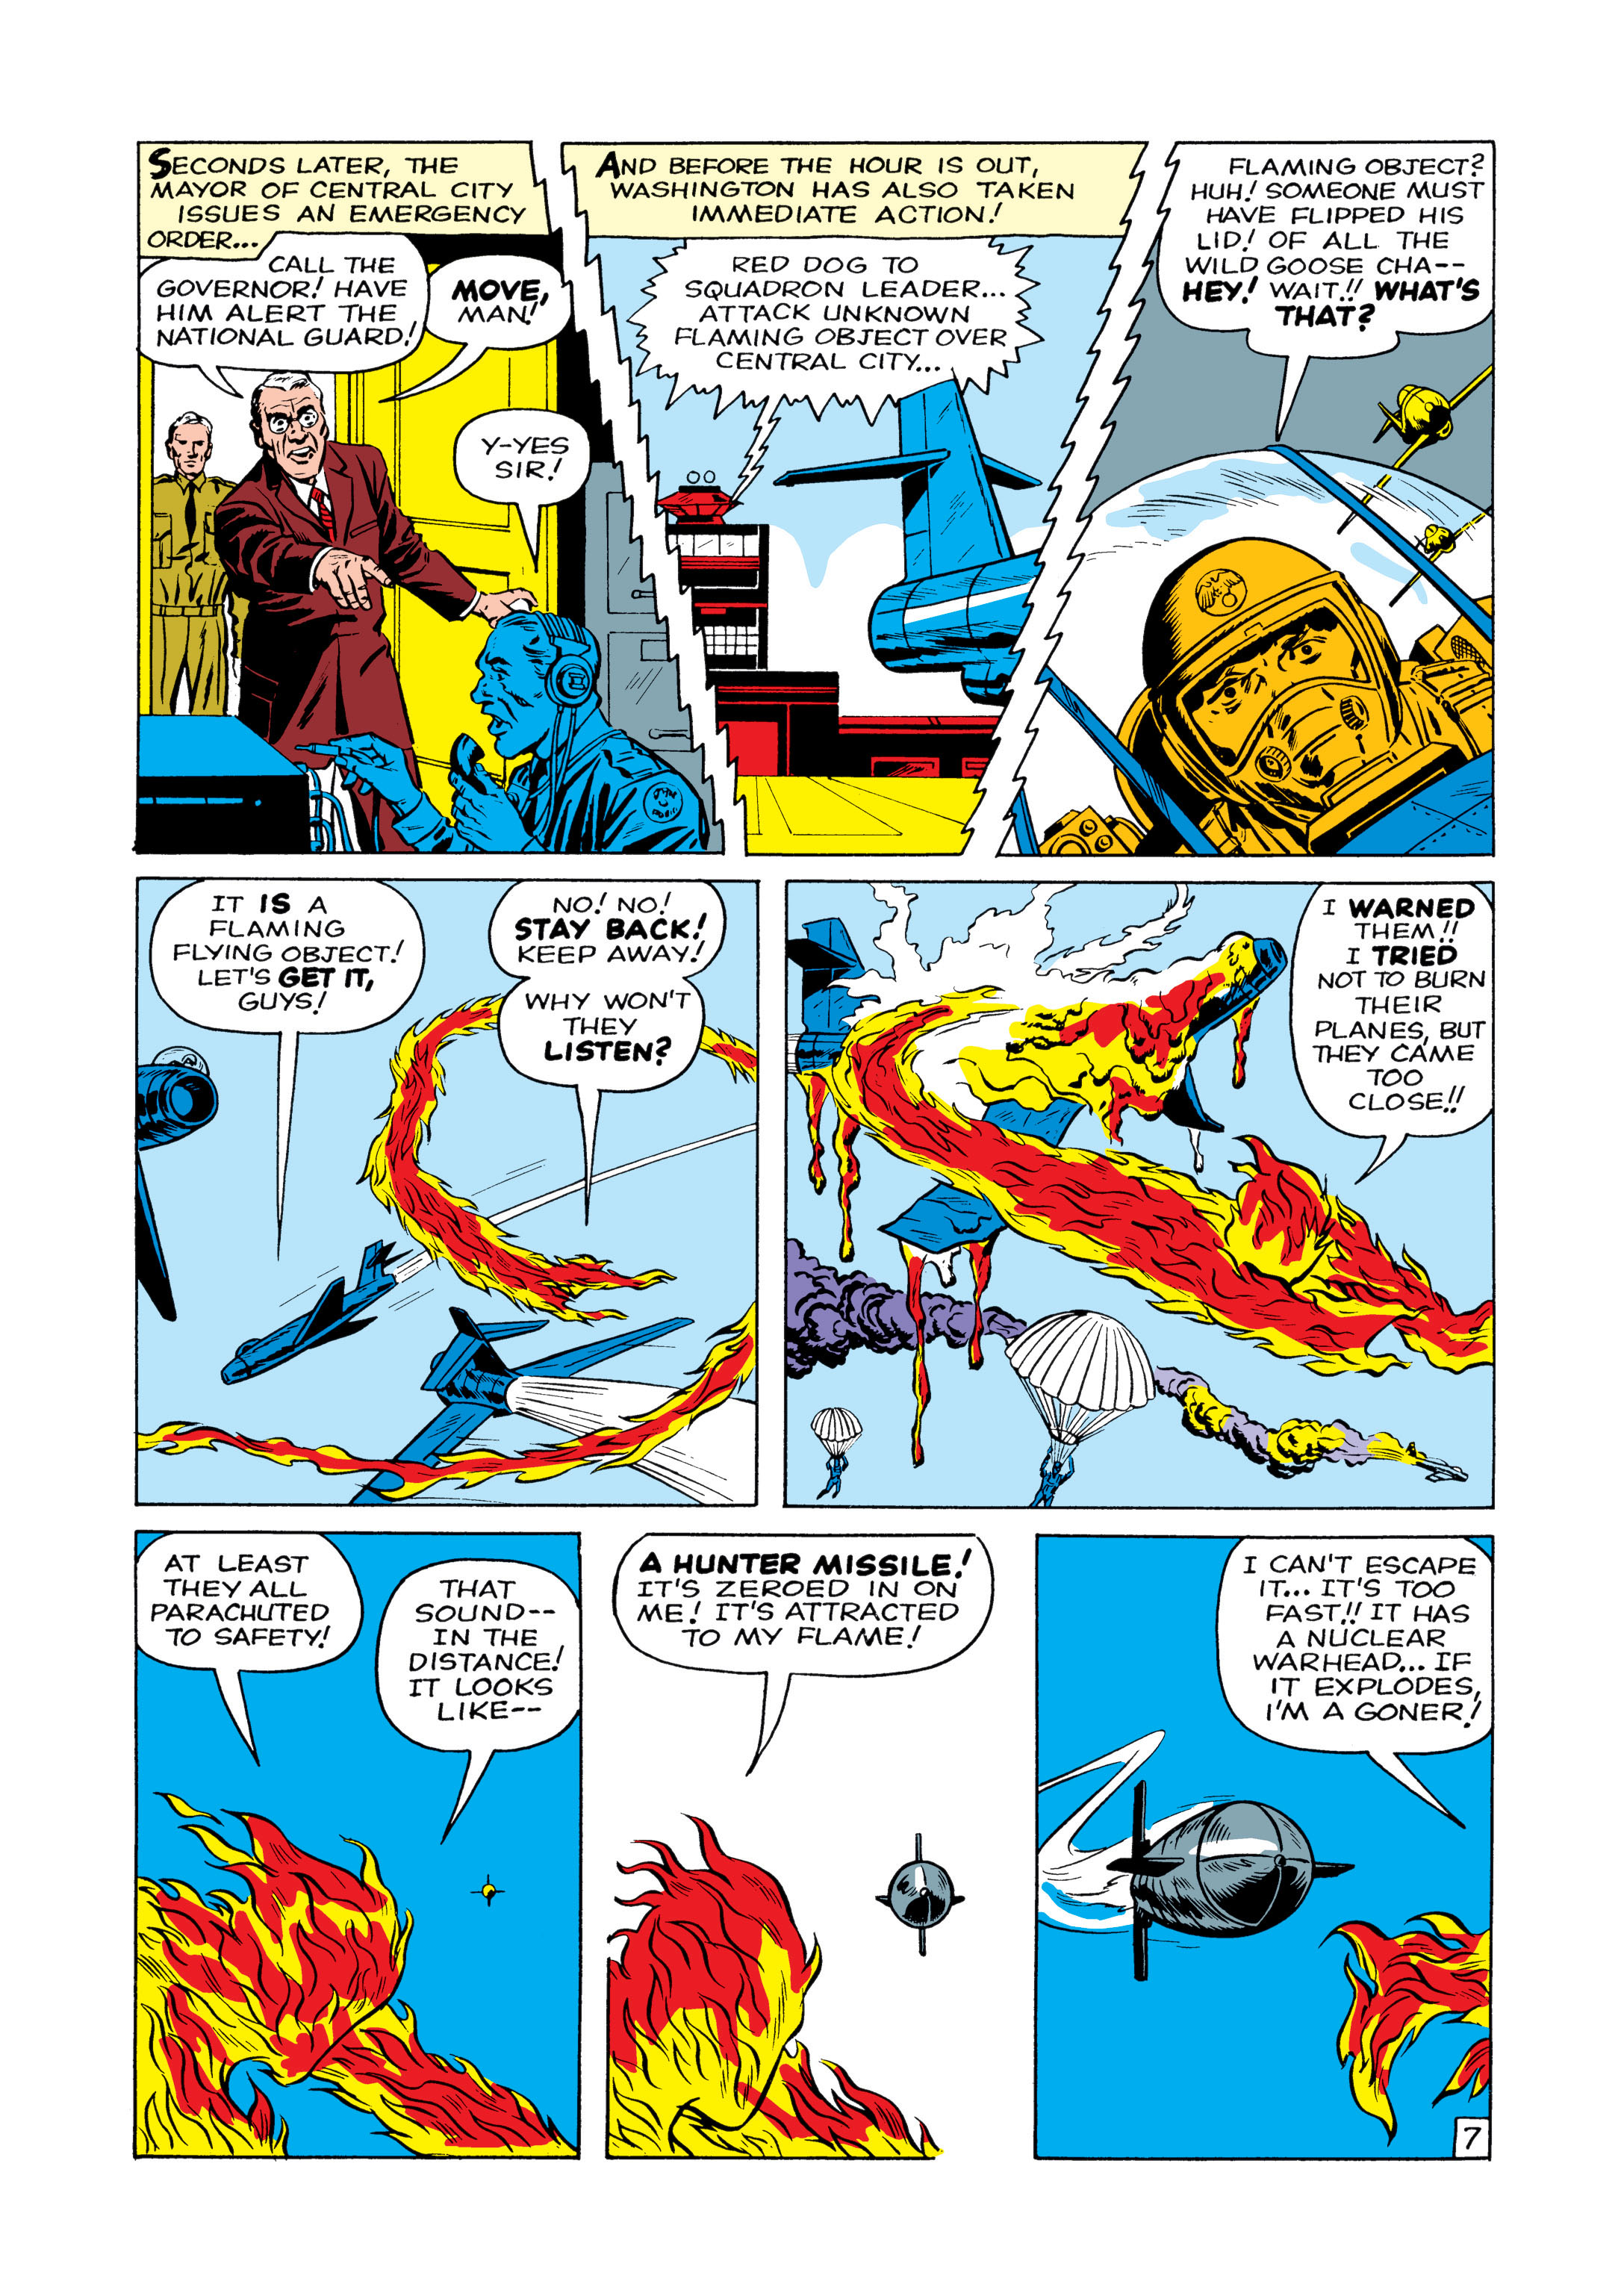 SECONDS LATER, THE
MAYOR OF CENTRAL CITY
ISSUES AN EMERGENCY
ORDER...
CALL THE
GOVERNOR! HAVE
HIM ALERT THE
NATIONAL GUARD!
MOVE,
MAN!
Y-YES
SIR!
AND BEFORE THE HOUR IS OUT,
WASHINGTON HAS ALSO TAKEN
IMMEDIATE ACTION!
RED DOG TO
SQUADRON LEADER...
ATTACK UNKNOWN
FLAMING OBJECT OVER
CENTRAL CITY...
FLAMING OBJECT?
HUH! SOMEONE MUST
HAVE FLIPPED HIS
LID! OF ALL THE
WILD GOOSE CHA--
HEY! WAIT!! WHAT'S
THAT?
IT IS A
FLAMING
FLYING OBJECT!
LET'S GET IT,
GUYS!
NO! NO!
STAY BACK!
KEEP AWAY!
WHY WON'T
THEY
LISTEN?
I WARNED
THEM!!
I TRIED
NOT TO BURN
THEIR
PLANES, BUT
THEY CAME
TOO
CLOSE!!
AT LEAST
THEY ALL
PARACHUTED
TO SAFETY!
THAT
SOUND--
IN THE
DISTANCE!
IT LOOKS
LIKE--
A HUNTER MISSILE!
IT'S ZEROED IN ON
ME! IT'S ATTRACTED
TO MY FLAME!
I CAN'T ESCAPE
IT... IT'S TOO
FAST!! IT HAS
A NUCLEAR
WARHEAD... IF
IT EXPLODES,
I'M A GONER!
7